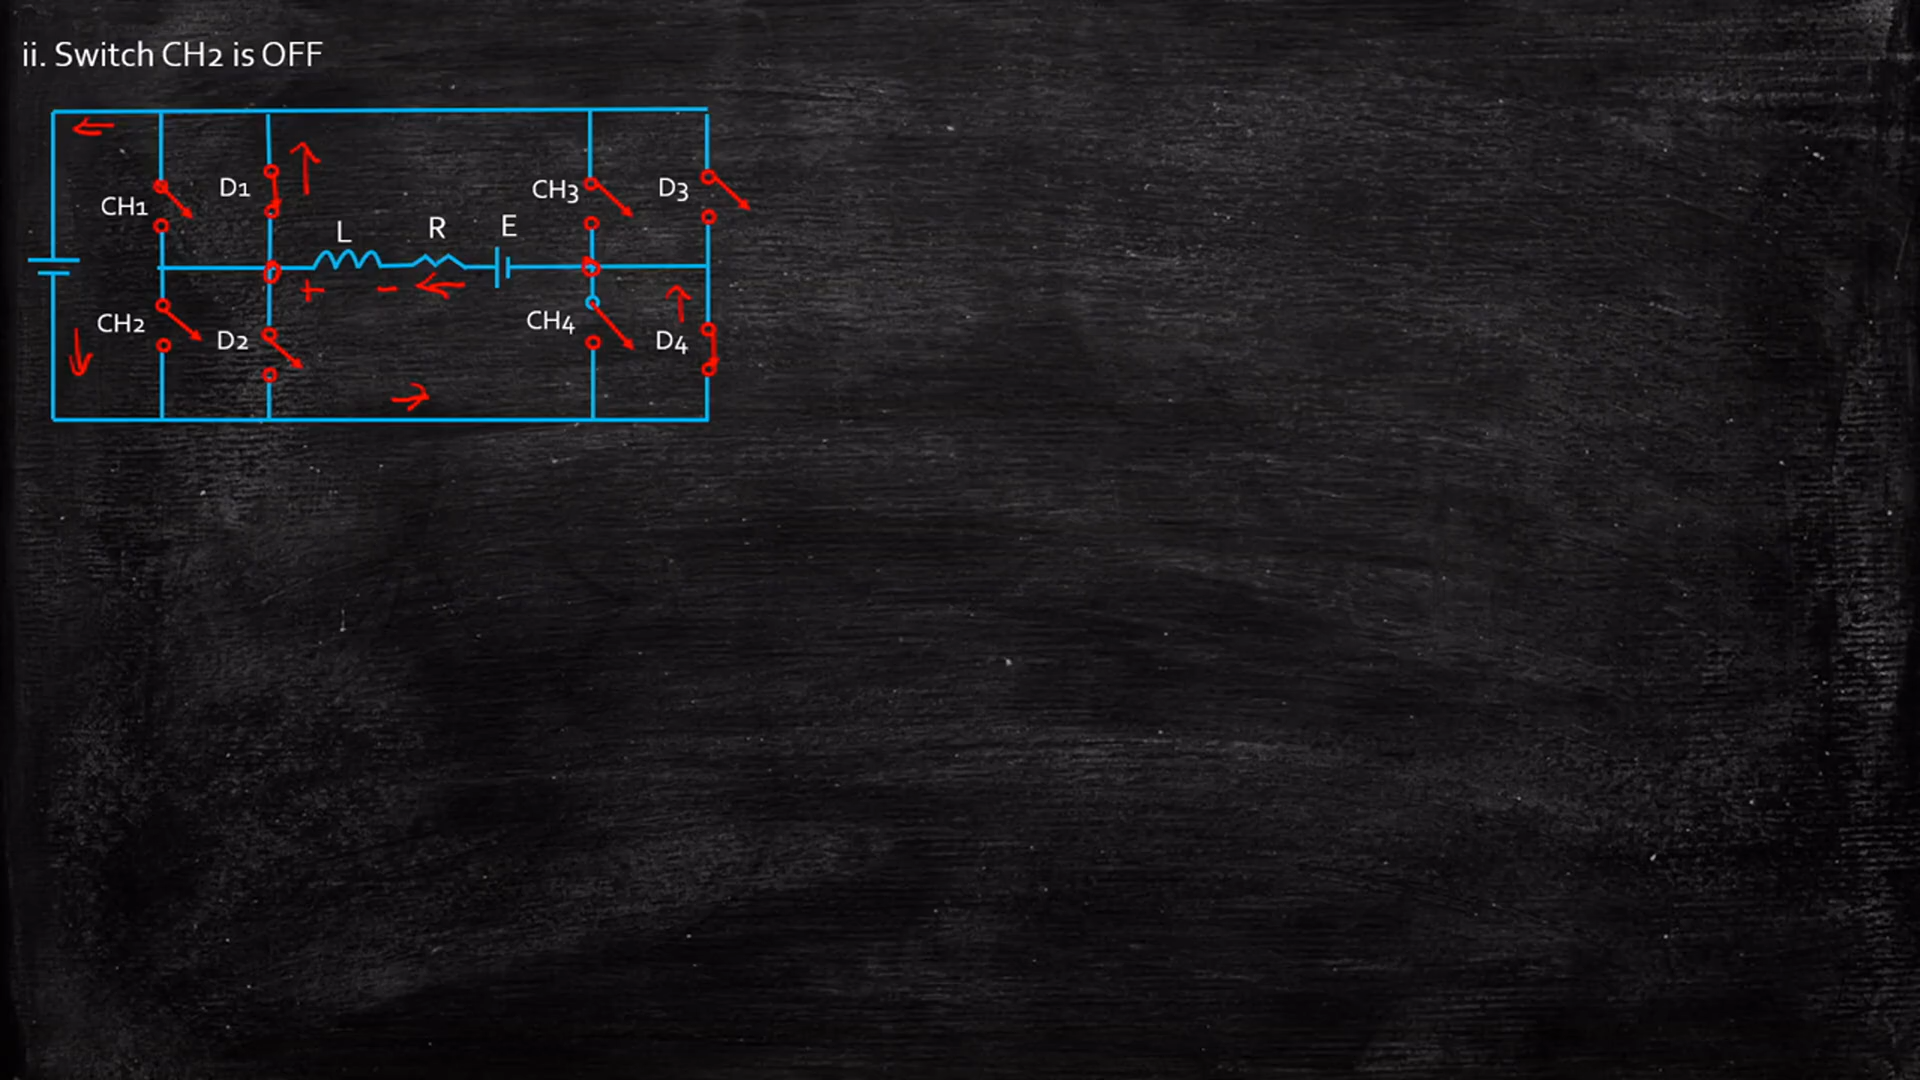 ii. Switch CH2 is OFF
CH1
D1
L
R
E
CH3
D3
+
-
CH2
D2
CH4
D4